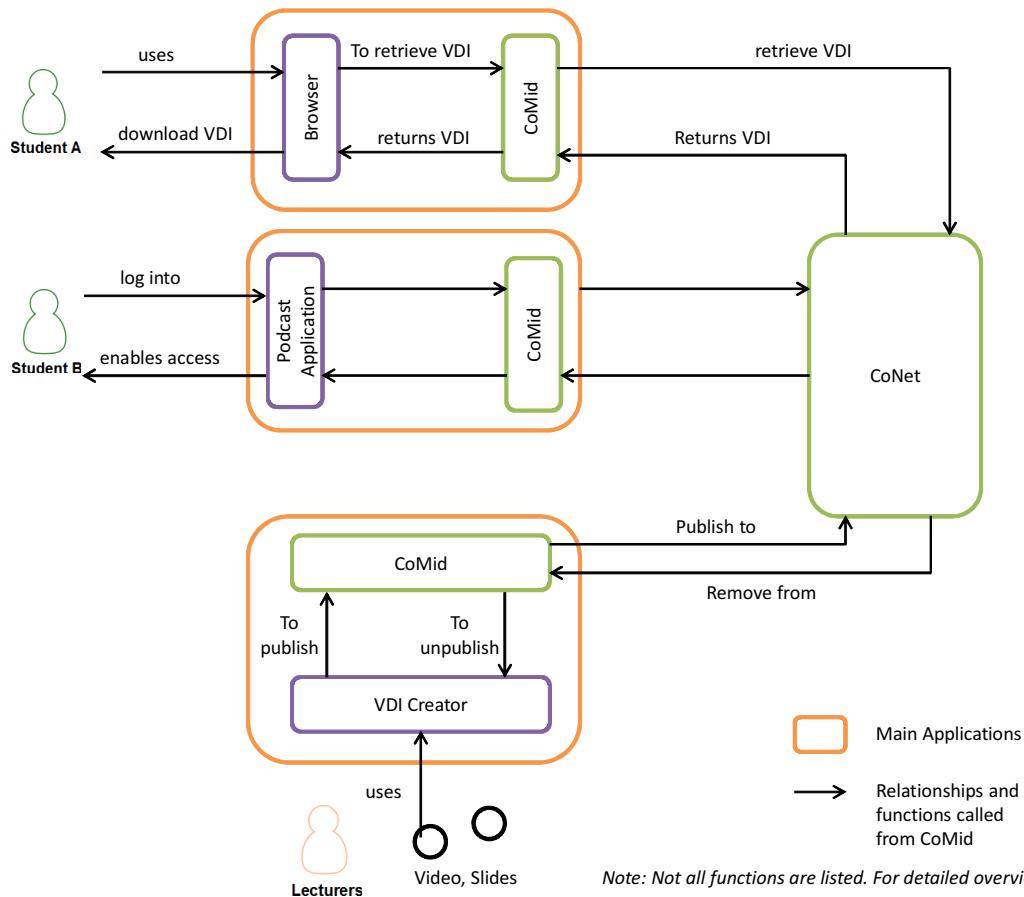 uses
To retrieve VDI
retrieve VDI
Browser
CoMid
Student A
download VDI
returns VDI
Returns VDI
log into
Podcast
Application
CoMid
Student B
enables access
CoNet
CoMid
Publish to
Remove from
To
publish
To
unpublish
VDI Creator
uses
Lecturers
Video, Slides
Main Applications
Relationships and
functions called
from CoMid
Note: Not all functions are listed. For detailed overvi